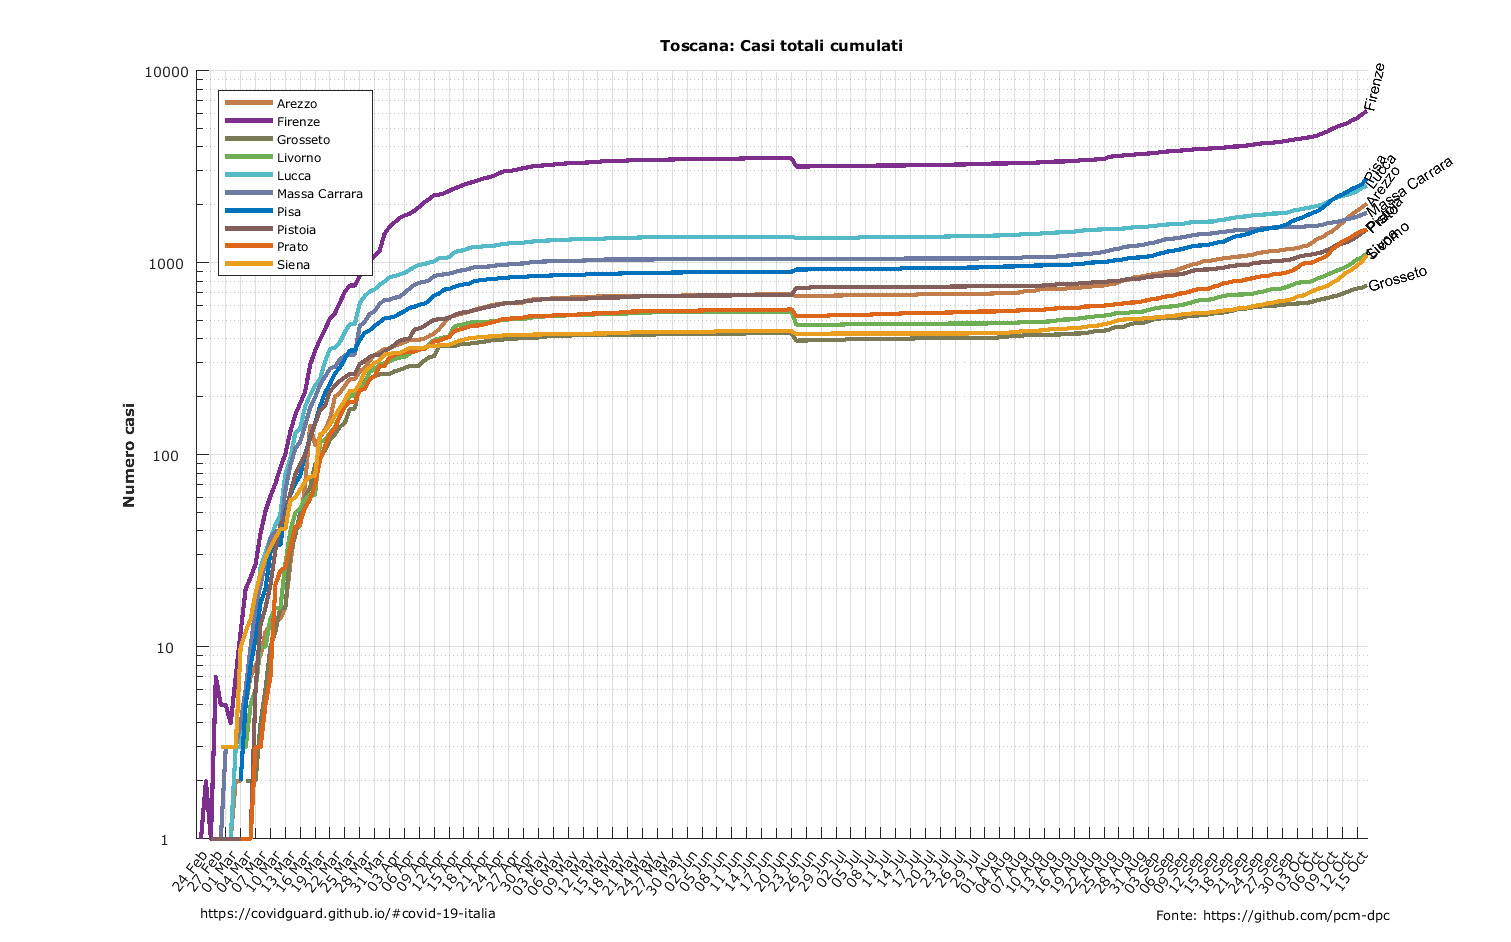 Toscana: Casi totali cumulati
Numero casi
10000
1000
100
10
1
Arezzo
Firenze
Grosseto
Livorno
Lucca
Massa Carrara
Pisa
Pistoia
Prato
Siena
Firenze
Pisa
Lucca
Arezzo
Massa Carrara
Pistoia
Prato
Livorno
Siena
Grosseto
24 Feb
27 Feb
01 Mar
04 Mar
07 Mar
10 Mar
13 Mar
16 Mar
19 Mar
22 Mar
25 Mar
28 Mar
31 Mar
03 Apr
06 Apr
09 Apr
12 Apr
15 Apr
18 Apr
21 Apr
24 Apr
27 Apr
30 Apr
03 May
06 May
09 May
12 May
15 May
18 May
21 May
24 May
27 May
30 May
02 Jun
05 Jun
08 Jun
11 Jun
14 Jun
17 Jun
20 Jun
23 Jun
26 Jun
29 Jun
02 Jul
05 Jul
08 Jul
11 Jul
14 Jul
17 Jul
20 Jul
23 Jul
26 Jul
29 Jul
01 Aug
04 Aug
07 Aug
10 Aug
13 Aug
16 Aug
19 Aug
22 Aug
25 Aug
28 Aug
31 Aug
03 Sep
06 Sep
09 Sep
12 Sep
15 Sep
18 Sep
21 Sep
24 Sep
27 Sep
30 Sep
03 Oct
06 Oct
09 Oct
12 Oct
15 Oct
https://covidguard.github.io/#covid-19-italia
Fonte: https://github.com/pcm-dpc